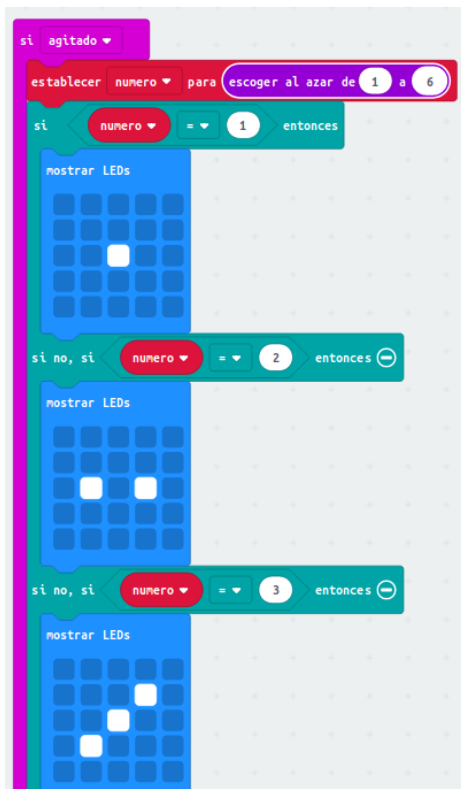 si agitado
establecer numero para escoger al azar de 1 a 6
si numero = 1 entonces
mostrar LEDs
si no, si numero = 2 entonces
mostrar LEDs
si no, si numero = 3 entonces
mostrar LEDs